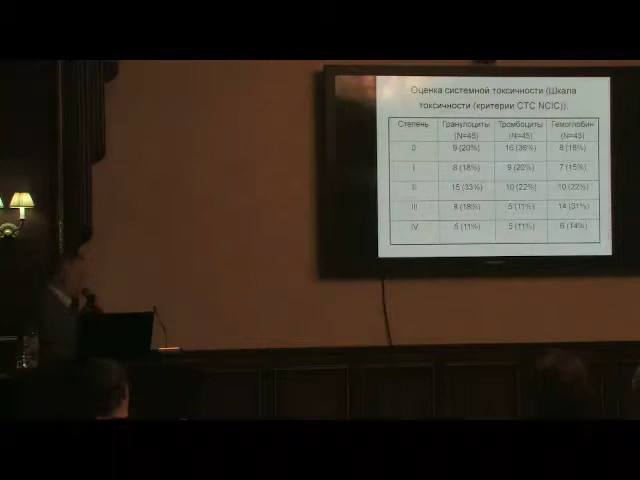 Оценка системной токсичности (Шкала
токсичности (критерии CTC NCIC)).
Степень Гранулоциты (N=45) Тромбоциты (N=45) Гемоглобин (N=45)
0 9 (20%) 16 (36%) 8 (18%)
I 8 (18%) 9 (20%) 7 (15%)
II 15 (33%) 10 (22%) 10 (22%)
III 8 (18%) 5 (11%) 14 (31%)
IV 5 (11%) 5 (11%) 6 (14%)